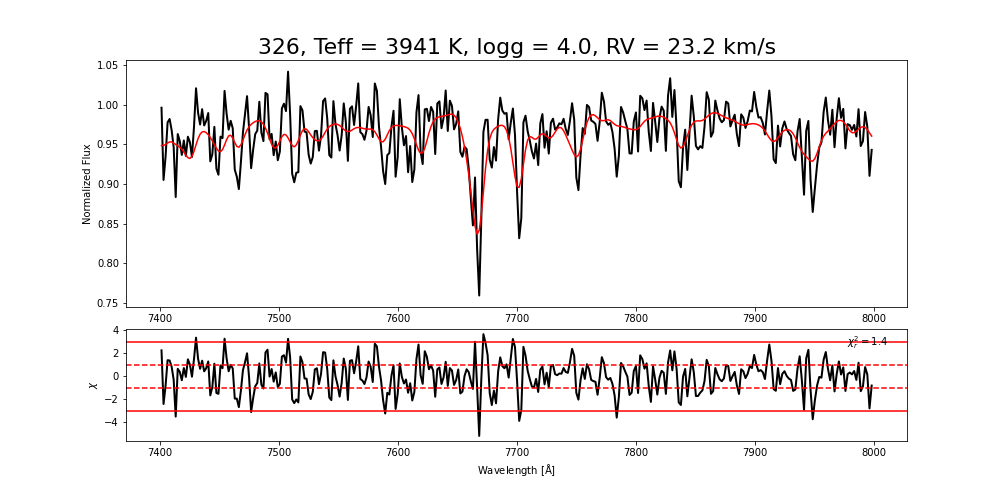 326, Teff = 3941 K, logg = 4.0, RV = 23.2 km/s
1.05
1.00
0.95
0.90
0.85
0.80
0.75
Normalized Flux
7400 7500 7600 7700 7800 7900 8000
4
2
0
−2
−4
χ
χ²ᵣ = 1.4
7400 7500 7600 7700 7800 7900 8000
Wavelength [Å]